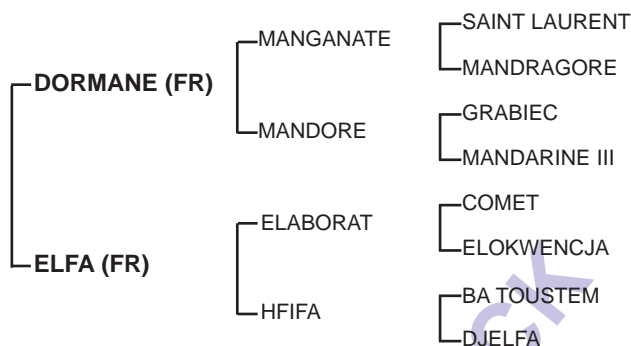 DORMANE (FR)
MANGANATE
SAINT LAURENT
MANDRAGORE
MANDORE
GRABIEC
MANDARINE III
ELFA (FR)
ELABORAT
COMET
ELOKWENCJA
HFIFA
BA TOUSTEM
DJELFA
CK